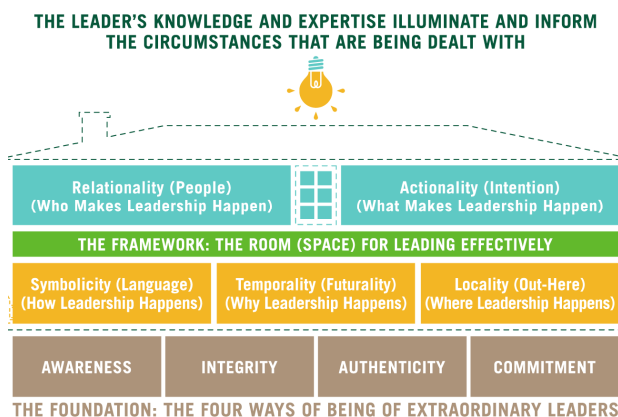 THE LEADER'S KNOWLEDGE AND EXPERTISE ILLUMINATE AND INFORM
THE CIRCUMSTANCES THAT ARE BEING DEALT WITH
Relationality (People)
(Who Makes Leadership Happen)
Actionality (Intention)
(What Makes Leadership Happen)
THE FRAMEWORK: THE ROOM (SPACE) FOR LEADING EFFECTIVELY
Symbolicity (Language)
(How Leadership Happens)
Temporality (Futurality)
(Why Leadership Happens)
Locality (Out-Here)
(Where Leadership Happens)
AWARENESS
INTEGRITY
AUTHENTICITY
COMMITMENT
THE FOUNDATION: THE FOUR WAYS OF BEING OF EXTRAORDINARY LEADERS